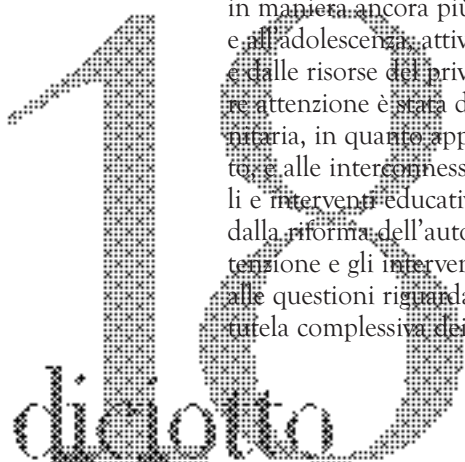 in maniera ancora più
e all'adolescenza, attiv
e dalle risorse del priv
re attenzione è stata d
nitaria, in quanto app
to, e alle interconness
li e interventi educativ
dalla riforma dell'auto
tenzione e gli interven
alle questioni riguarda
tutela complessiva dei
18
diciotto